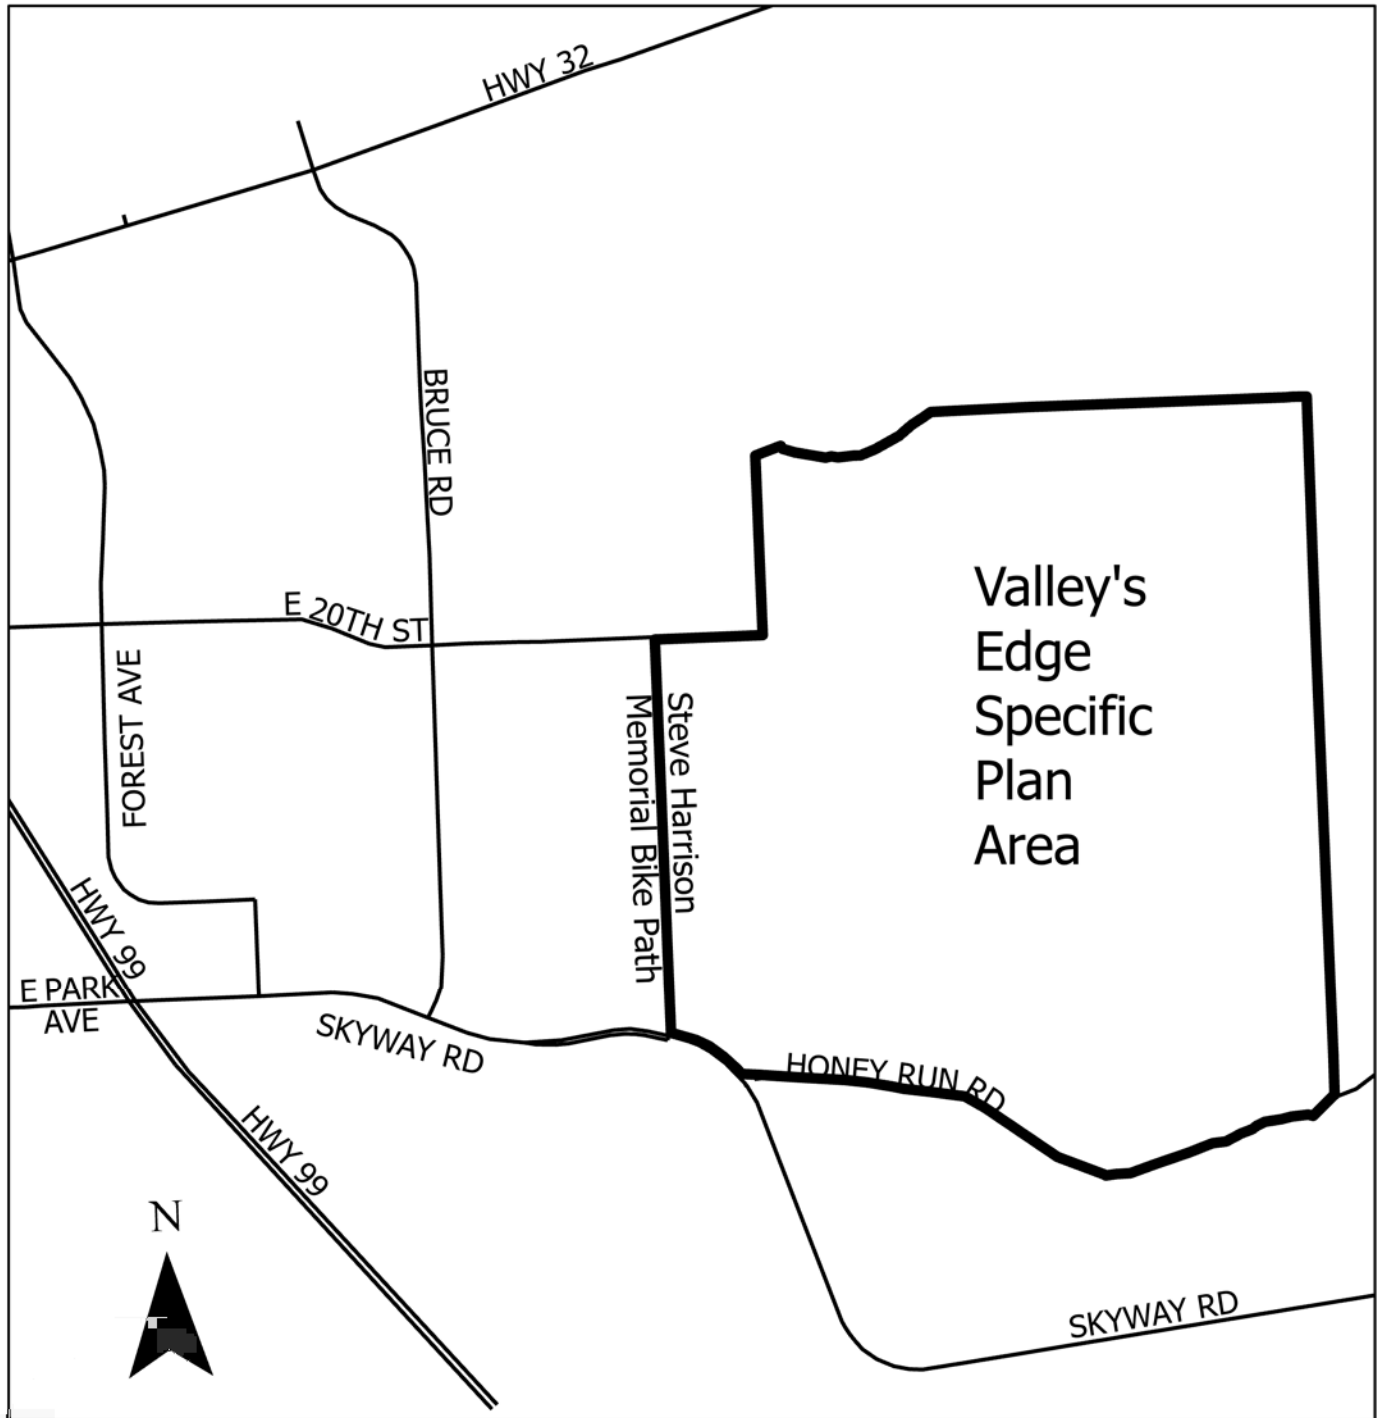 HWY 32
BRUCE RD
E 20TH ST
FOREST AVE
Valley's
Edge
Specific
Plan
Area
Steve Harrison
Memorial Bike Path
HWY 99
E PARK
AVE
SKYWAY RD
HONEY RUN RD
HWY 99
N
SKYWAY RD